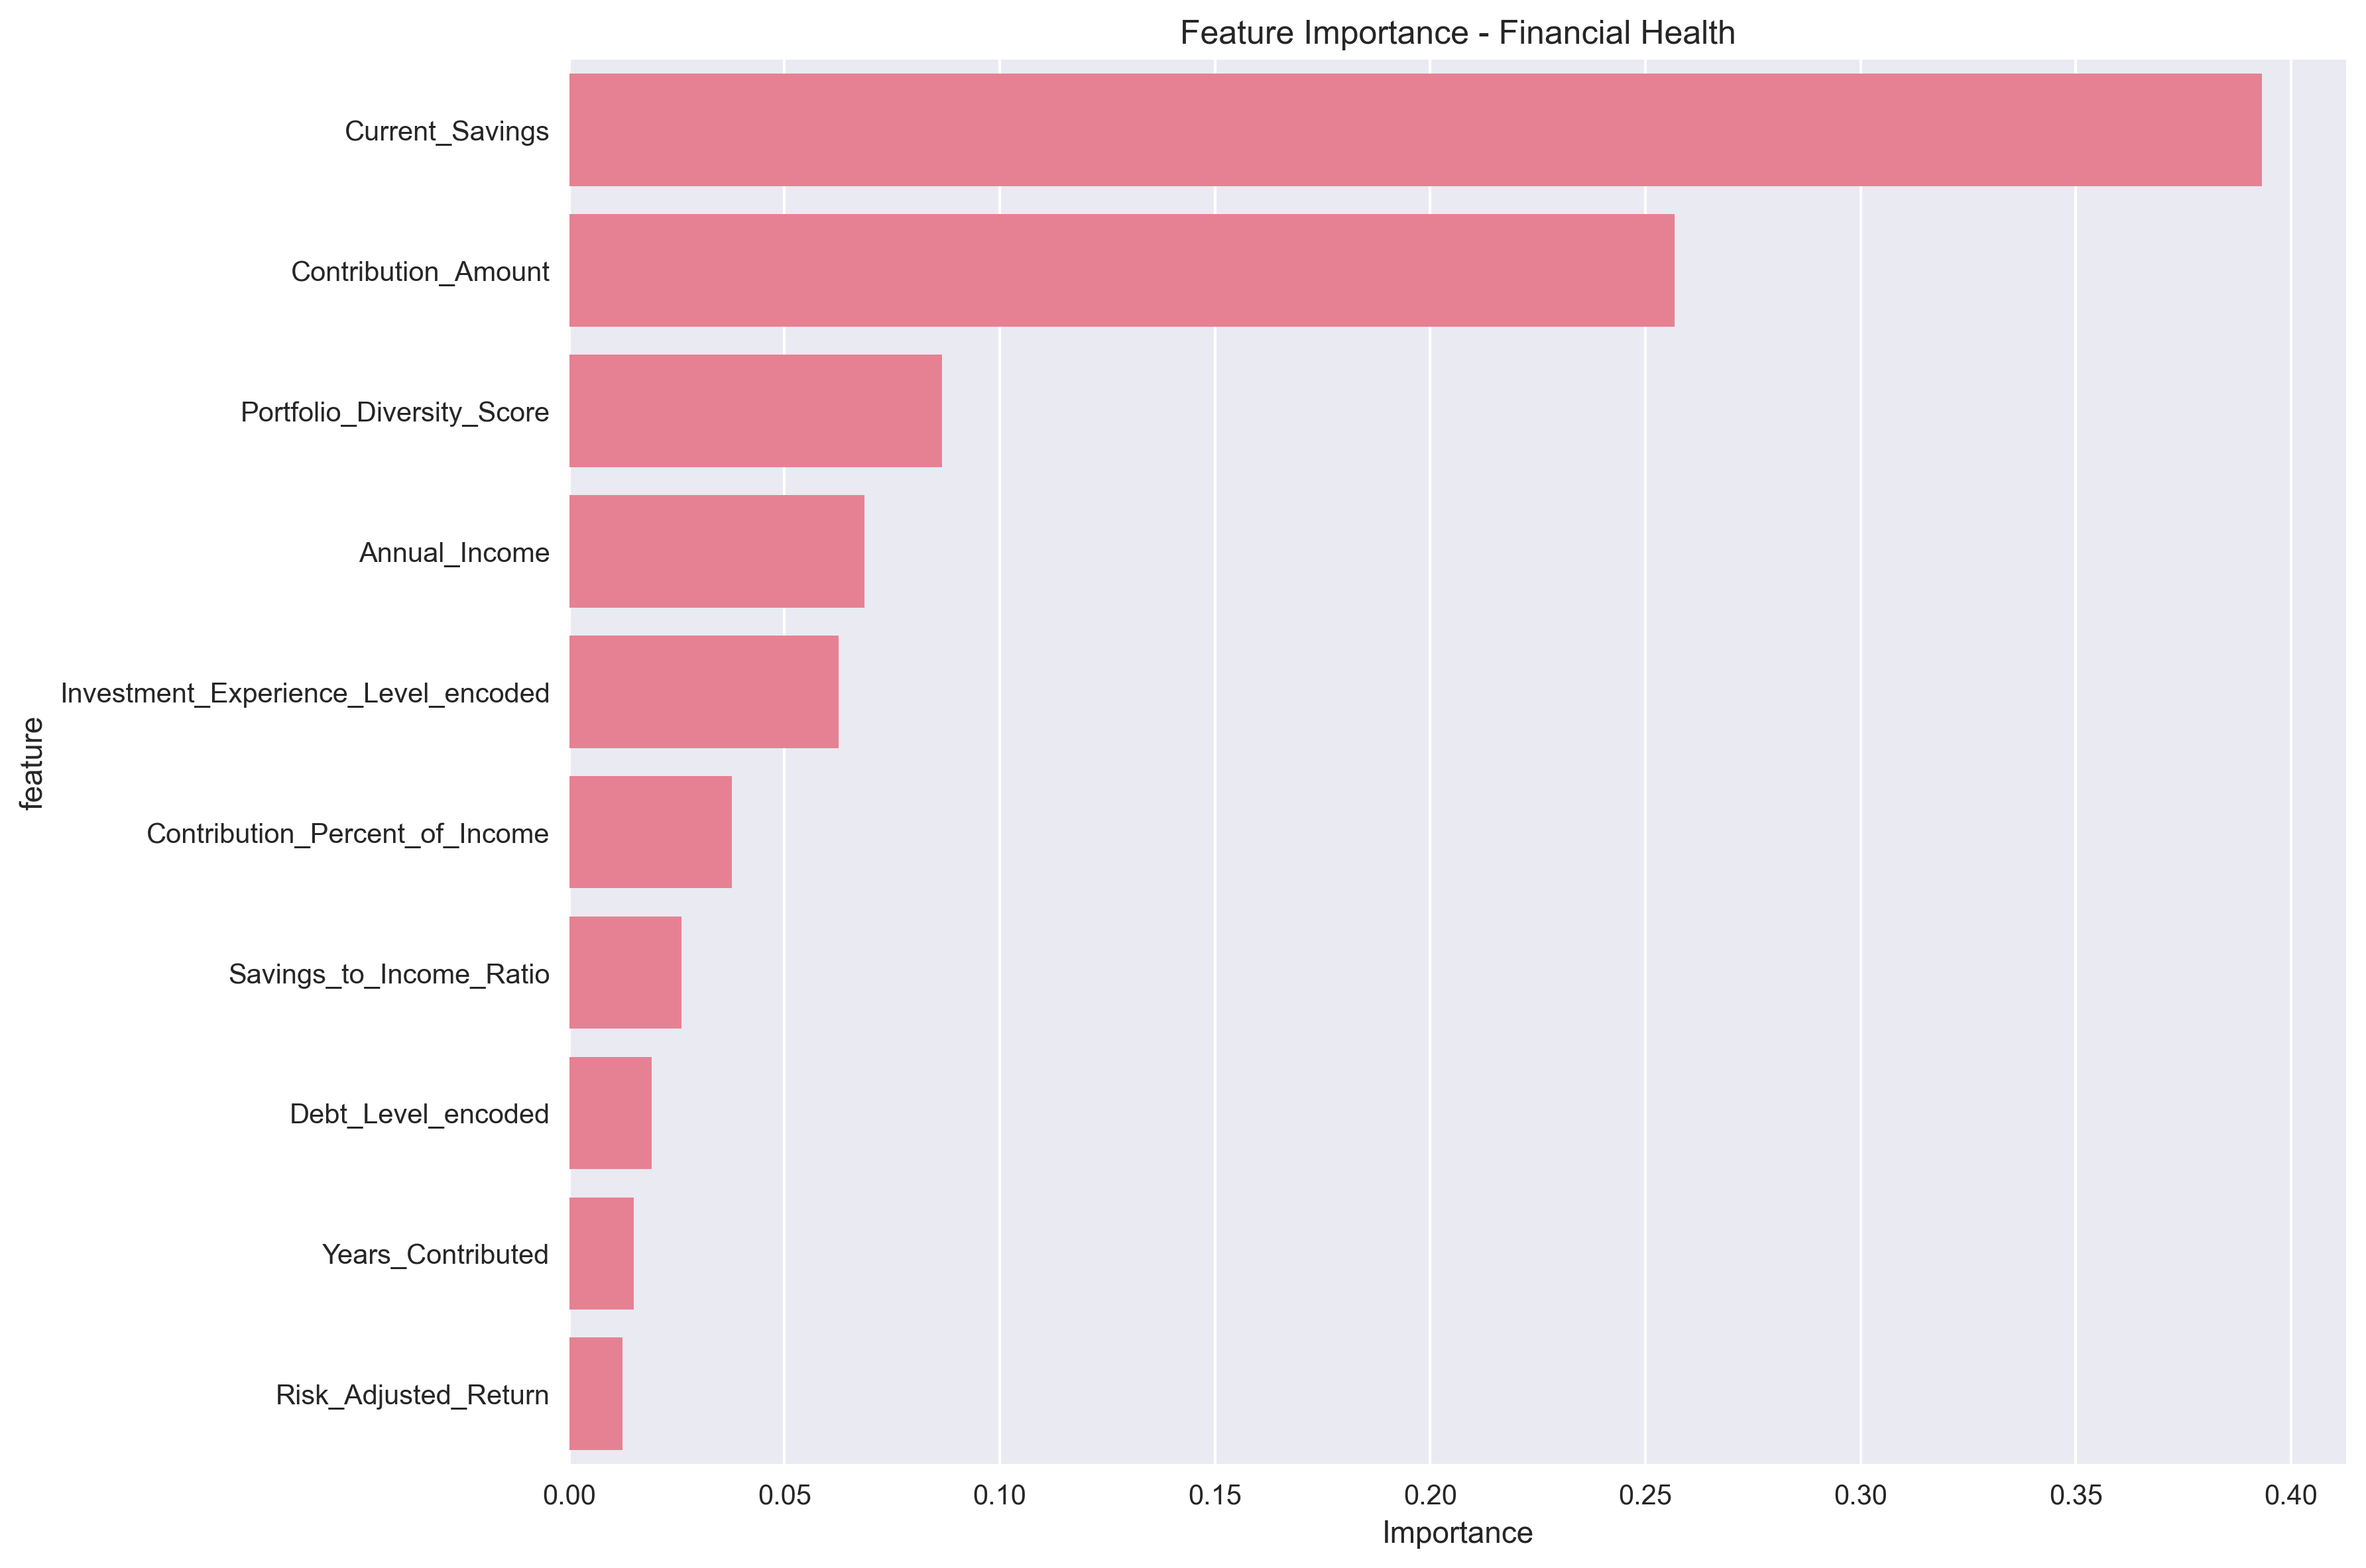 Feature Importance - Financial Health
Current_Savings
Contribution_Amount
Portfolio_Diversity_Score
Annual_Income
Investment_Experience_Level_encoded
Contribution_Percent_of_Income
Savings_to_Income_Ratio
Debt_Level_encoded
Years_Contributed
Risk_Adjusted_Return
feature
0.00 0.05 0.10 0.15 0.20 0.25 0.30 0.35 0.40
Importance